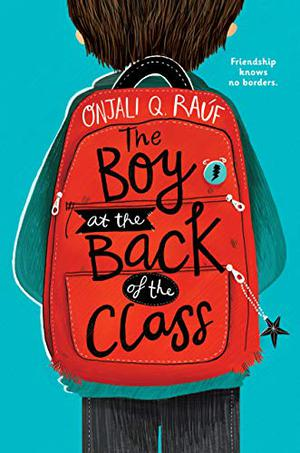 Friendship
knows
no borders.
ONJALI Q. RAÚF
The
Boy
at the
Back
of the
Class